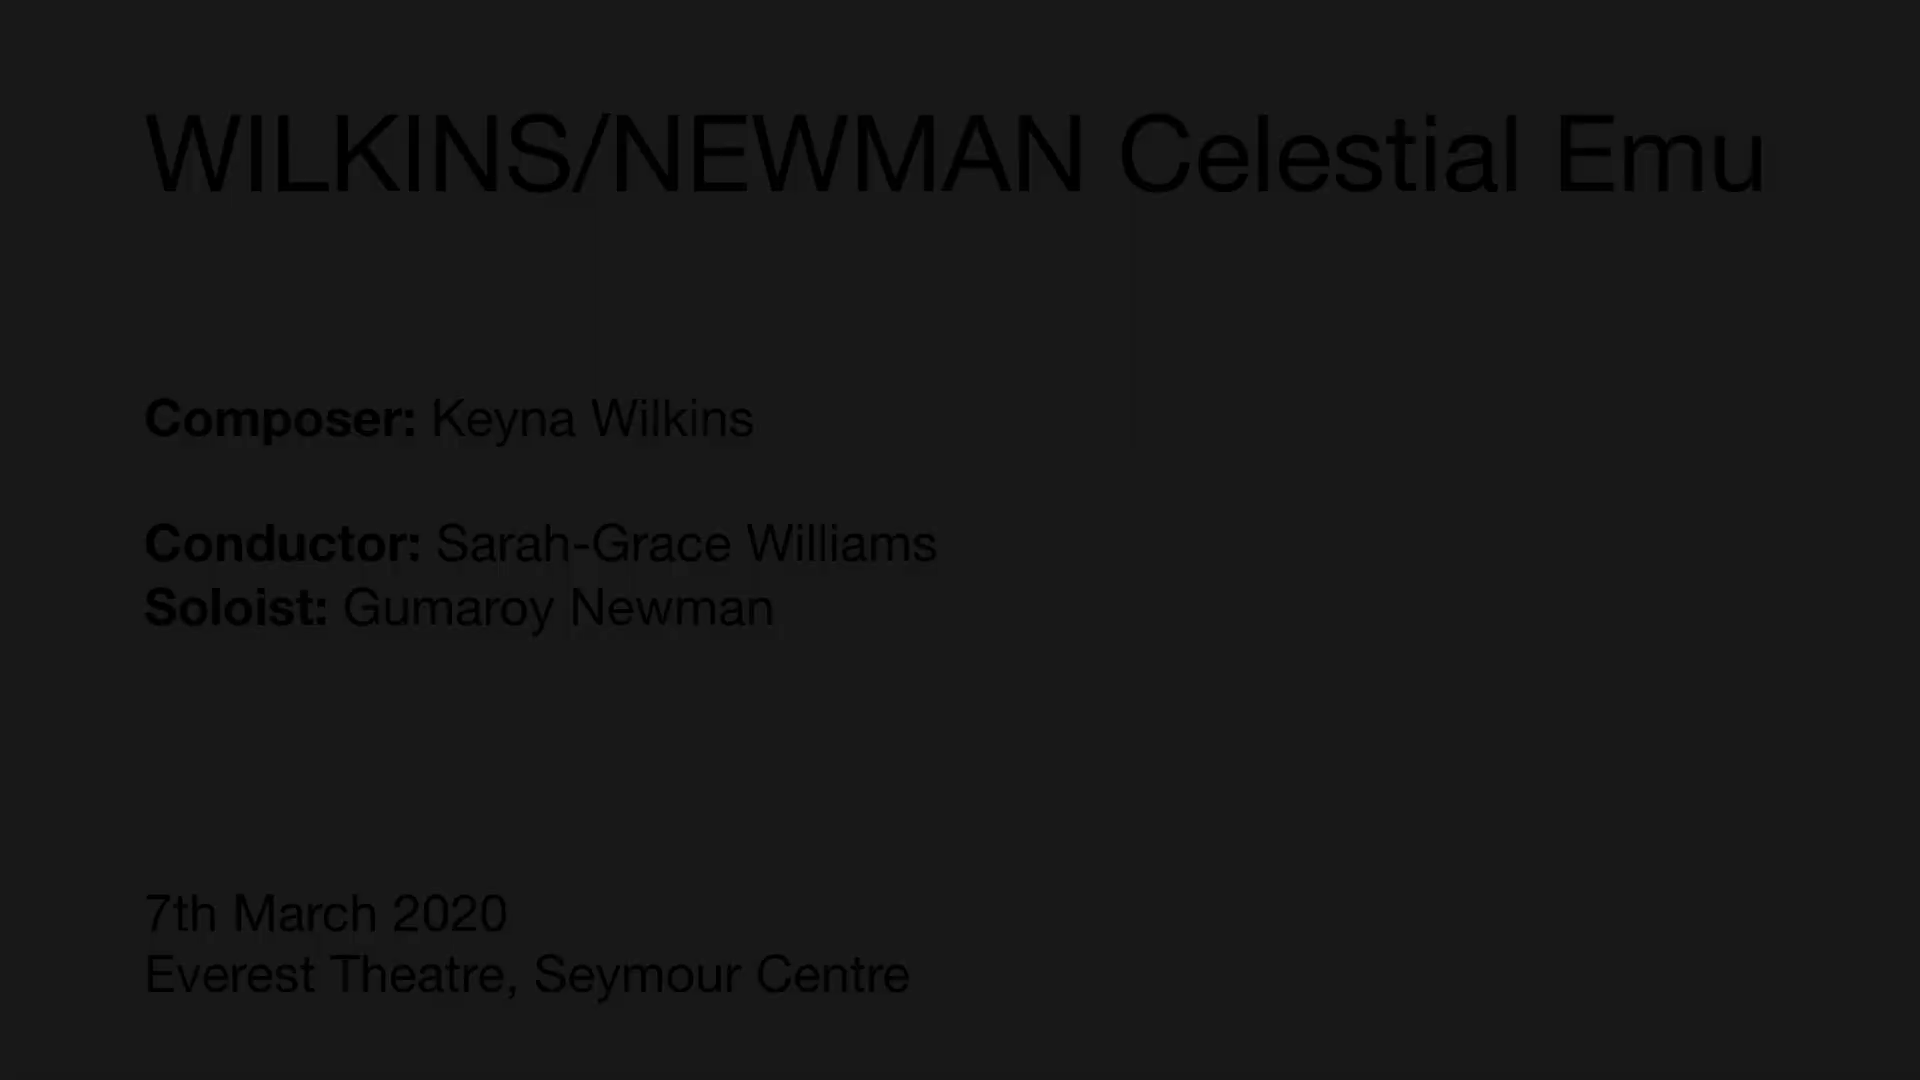 WILKINS/NEWMAN Celestial Emu
Composer: Keyna Wilkins
Conductor: Sarah-Grace Williams
Soloist: Gumaroy Newman
7th March 2020
Everest Theatre, Seymour Centre